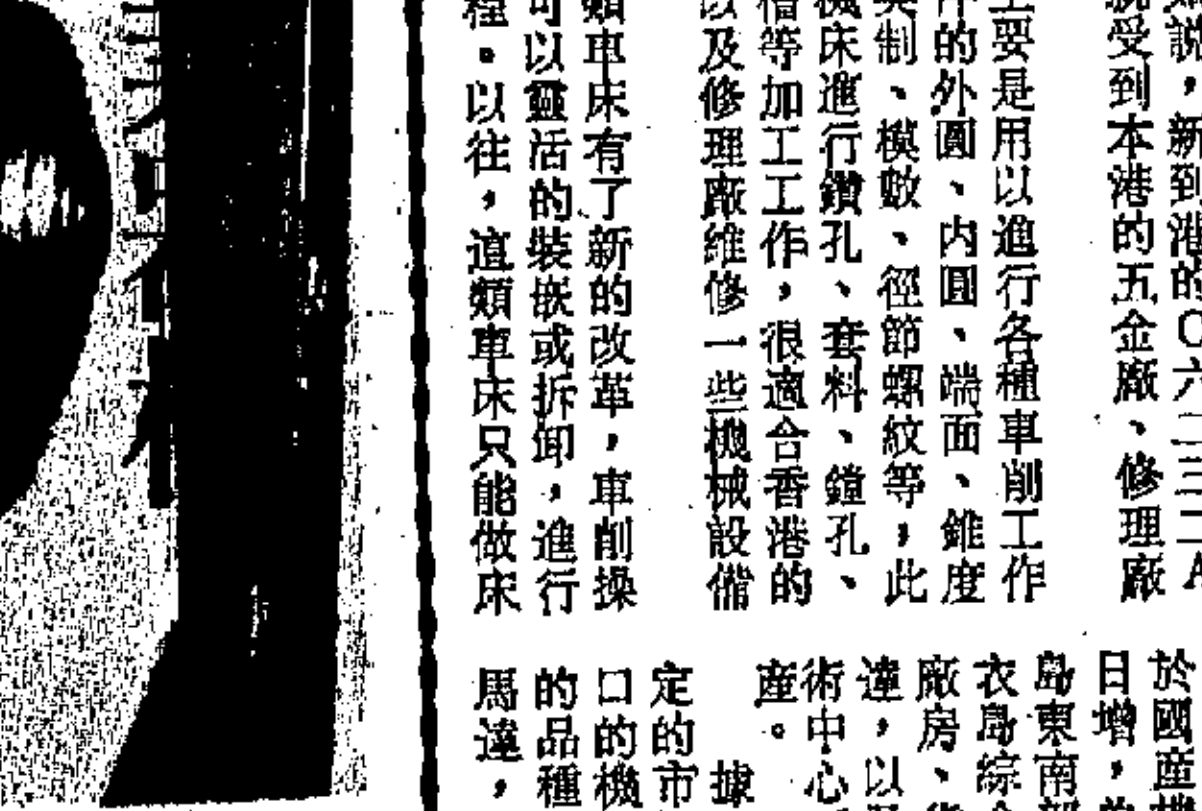 說，新到港的C六二三二A
就受到本港的五金廠、修理廠
主要是用以進行各種車削工作
的外圓、內圓、端面、錐度
英制、模數、徑節螺紋等，此
機床進行鑽孔、套料、鏜孔、
等加工工作，很適合香港的
以及修理廠維修一些機械設備
類車床有了新的改革，車削操
可以靈活的裝嵌或拆卸，進行
程。以往，這類車床只能做床
於國産機
日增，
島東南
衣島綜
廠房、
達，以
術中心
産。
據
定的市
口的機
的品種
馬達，